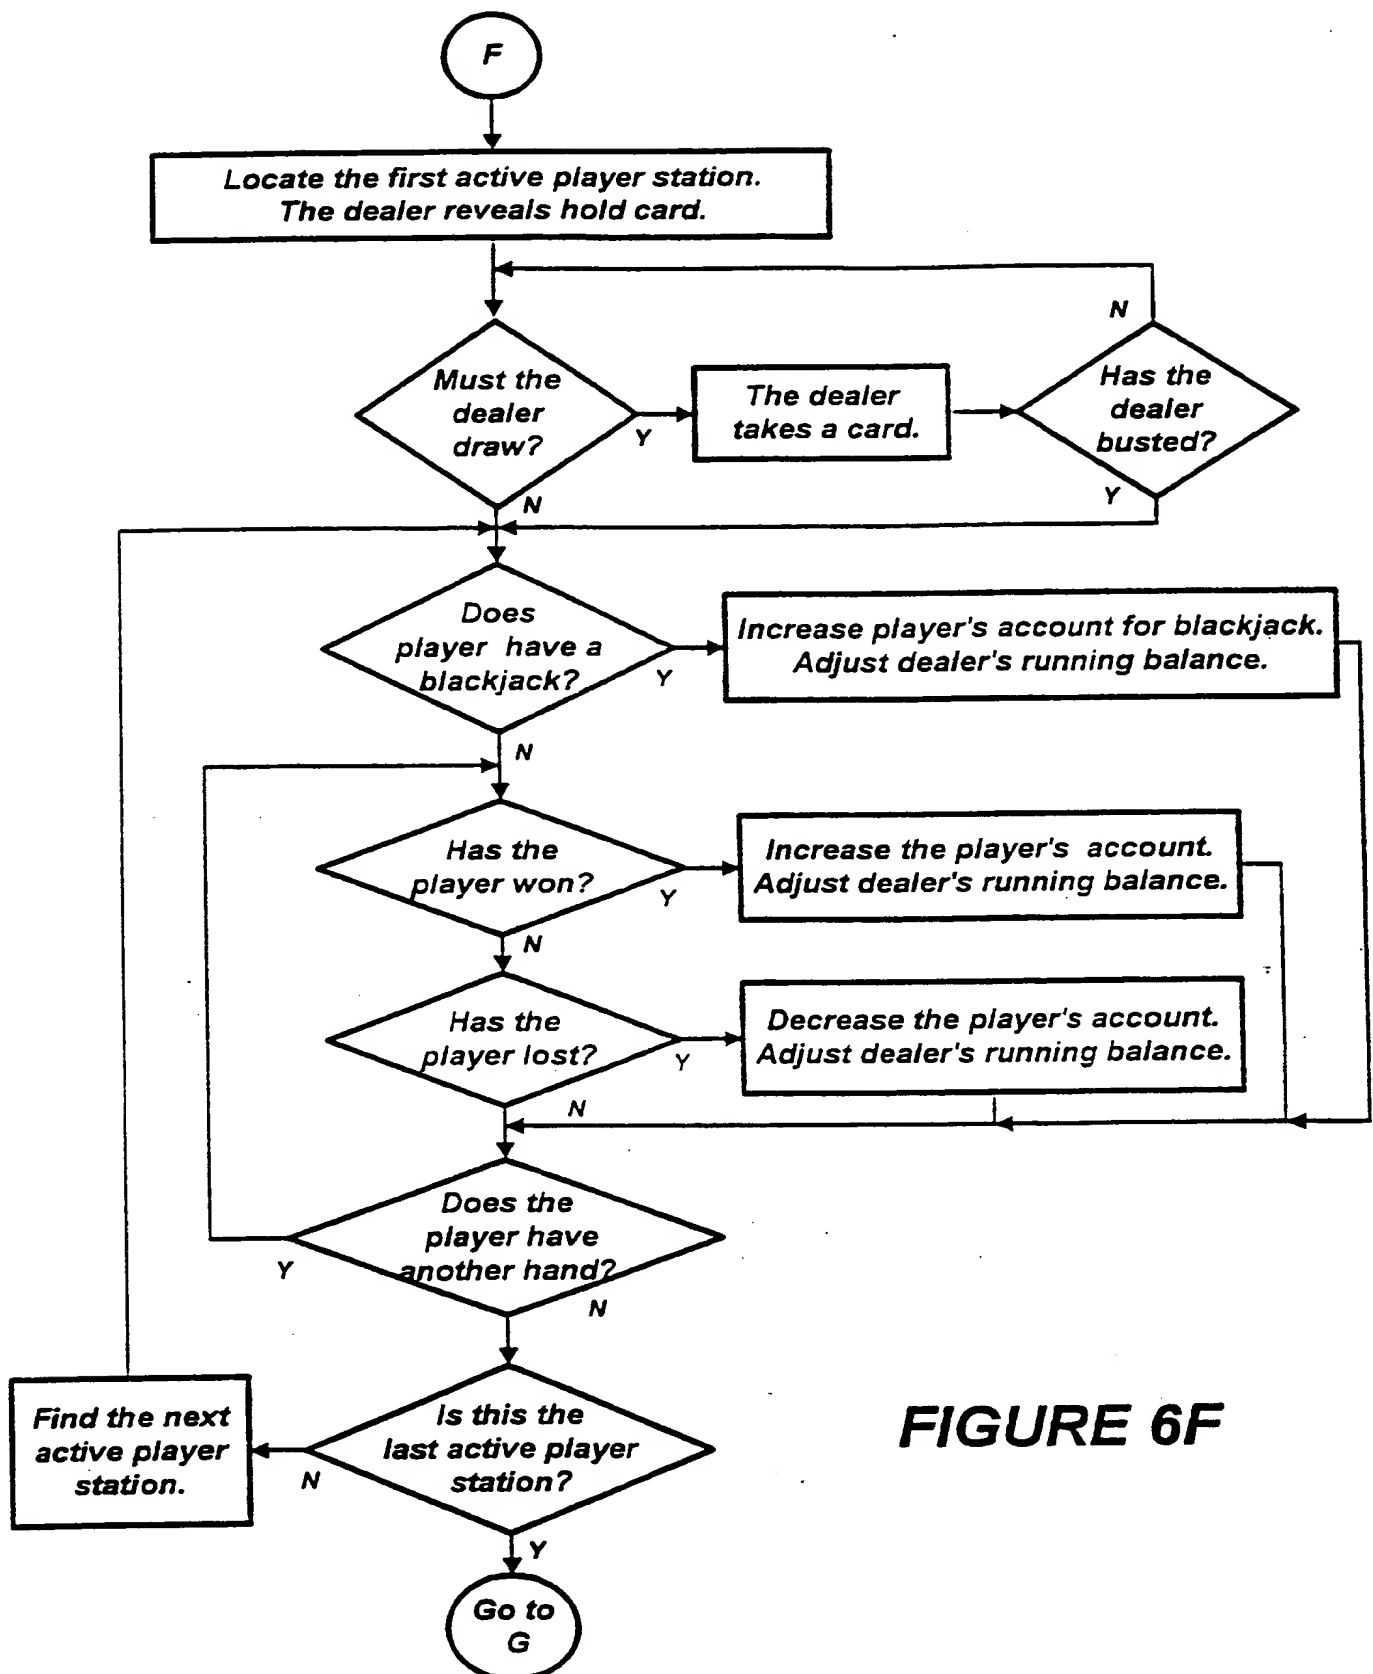 F
Locate the first active player station.
The dealer reveals hold card.
N
Must the
dealer
draw?
Y
The dealer
takes a card.
Has the
dealer
busted?
Y
N
Does
player have a
blackjack?
Y
Increase player's account for blackjack.
Adjust dealer's running balance.
N
Has the
player won?
Y
Increase the player's account.
Adjust dealer's running balance.
N
Has the
player lost?
Y
Decrease the player's account.
Adjust dealer's running balance.
N
Does the
player have
another hand?
Y
N
Is this the
last active player
station?
N
Find the next
active player
station.
Y
Go to
G
FIGURE 6F